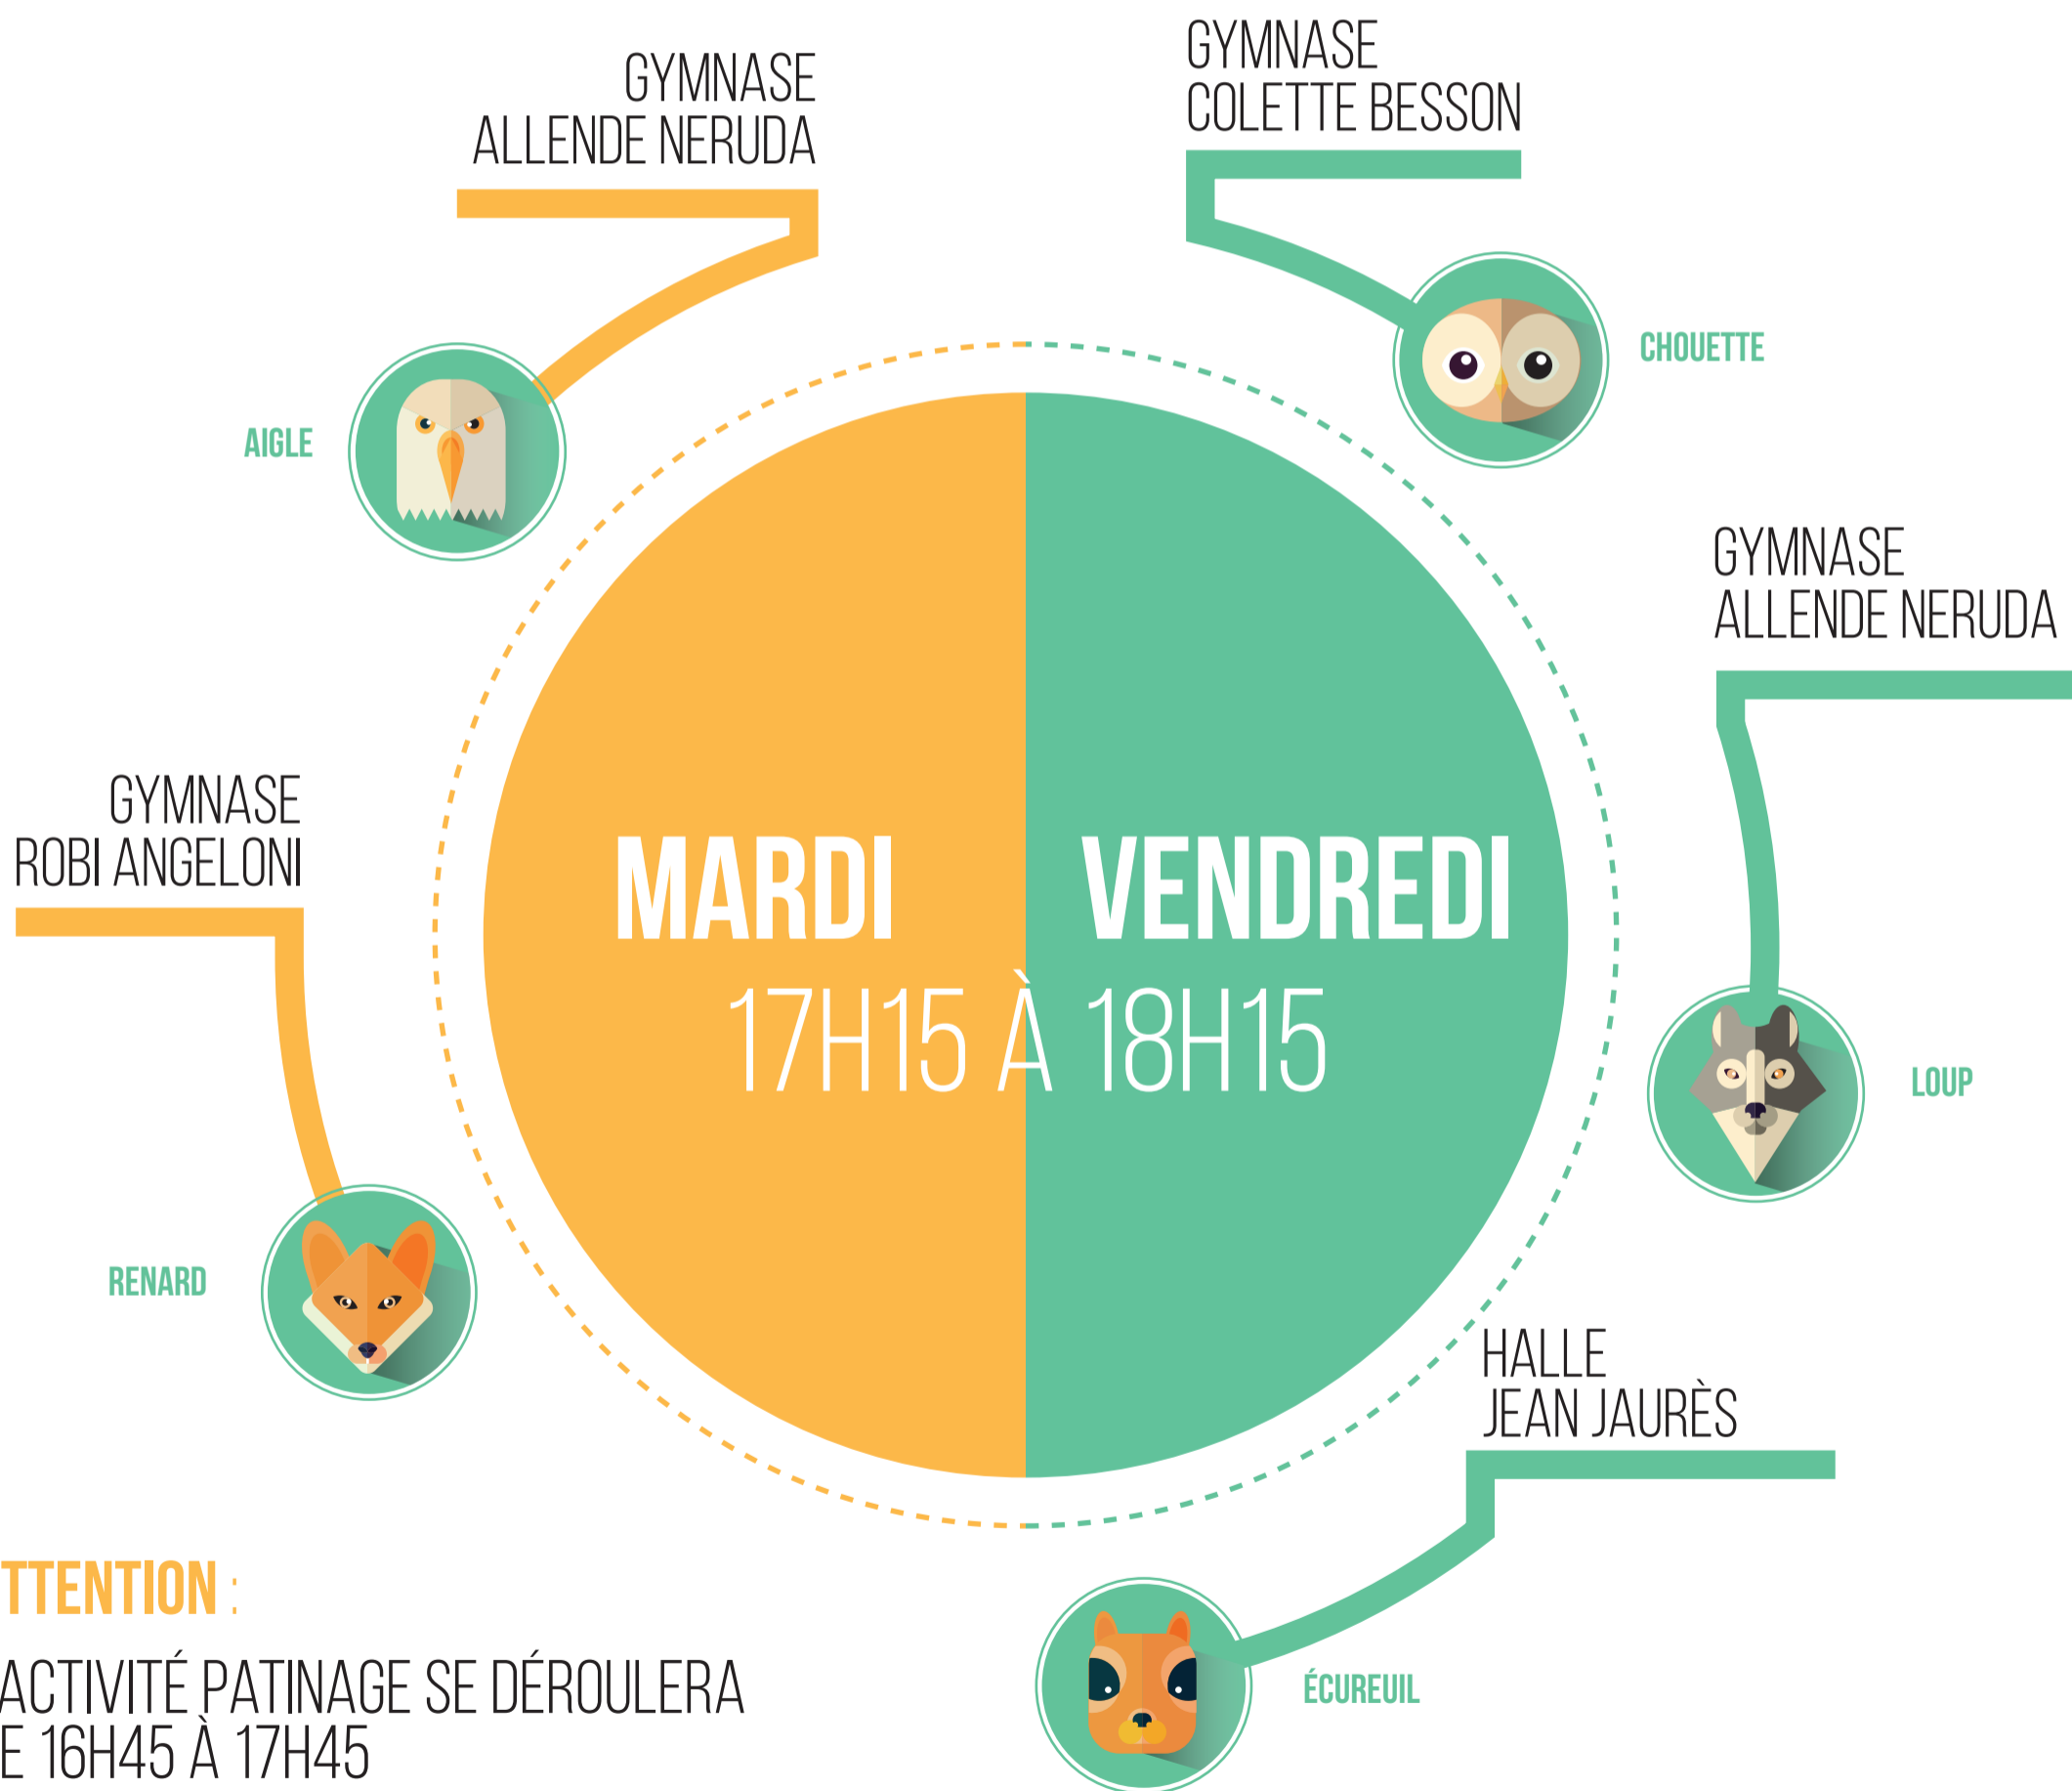 GYMNASE
COLETTE BESSON
GYMNASE
ALLENDE NERUDA
CHOUETTE
AIGLE
GYMNASE
ALLENDE NERUDA
GYMNASE
ROBI ANGELONI
MARDI VENDREDI
17H15 À 18H15
LOUP
RENARD
HALLE
JEAN JAURÈS
TTENTION :
ACTIVITÉ PATINAGE SE DÉROULERA
E 16H45 À 17H45
ÉCUREUIL